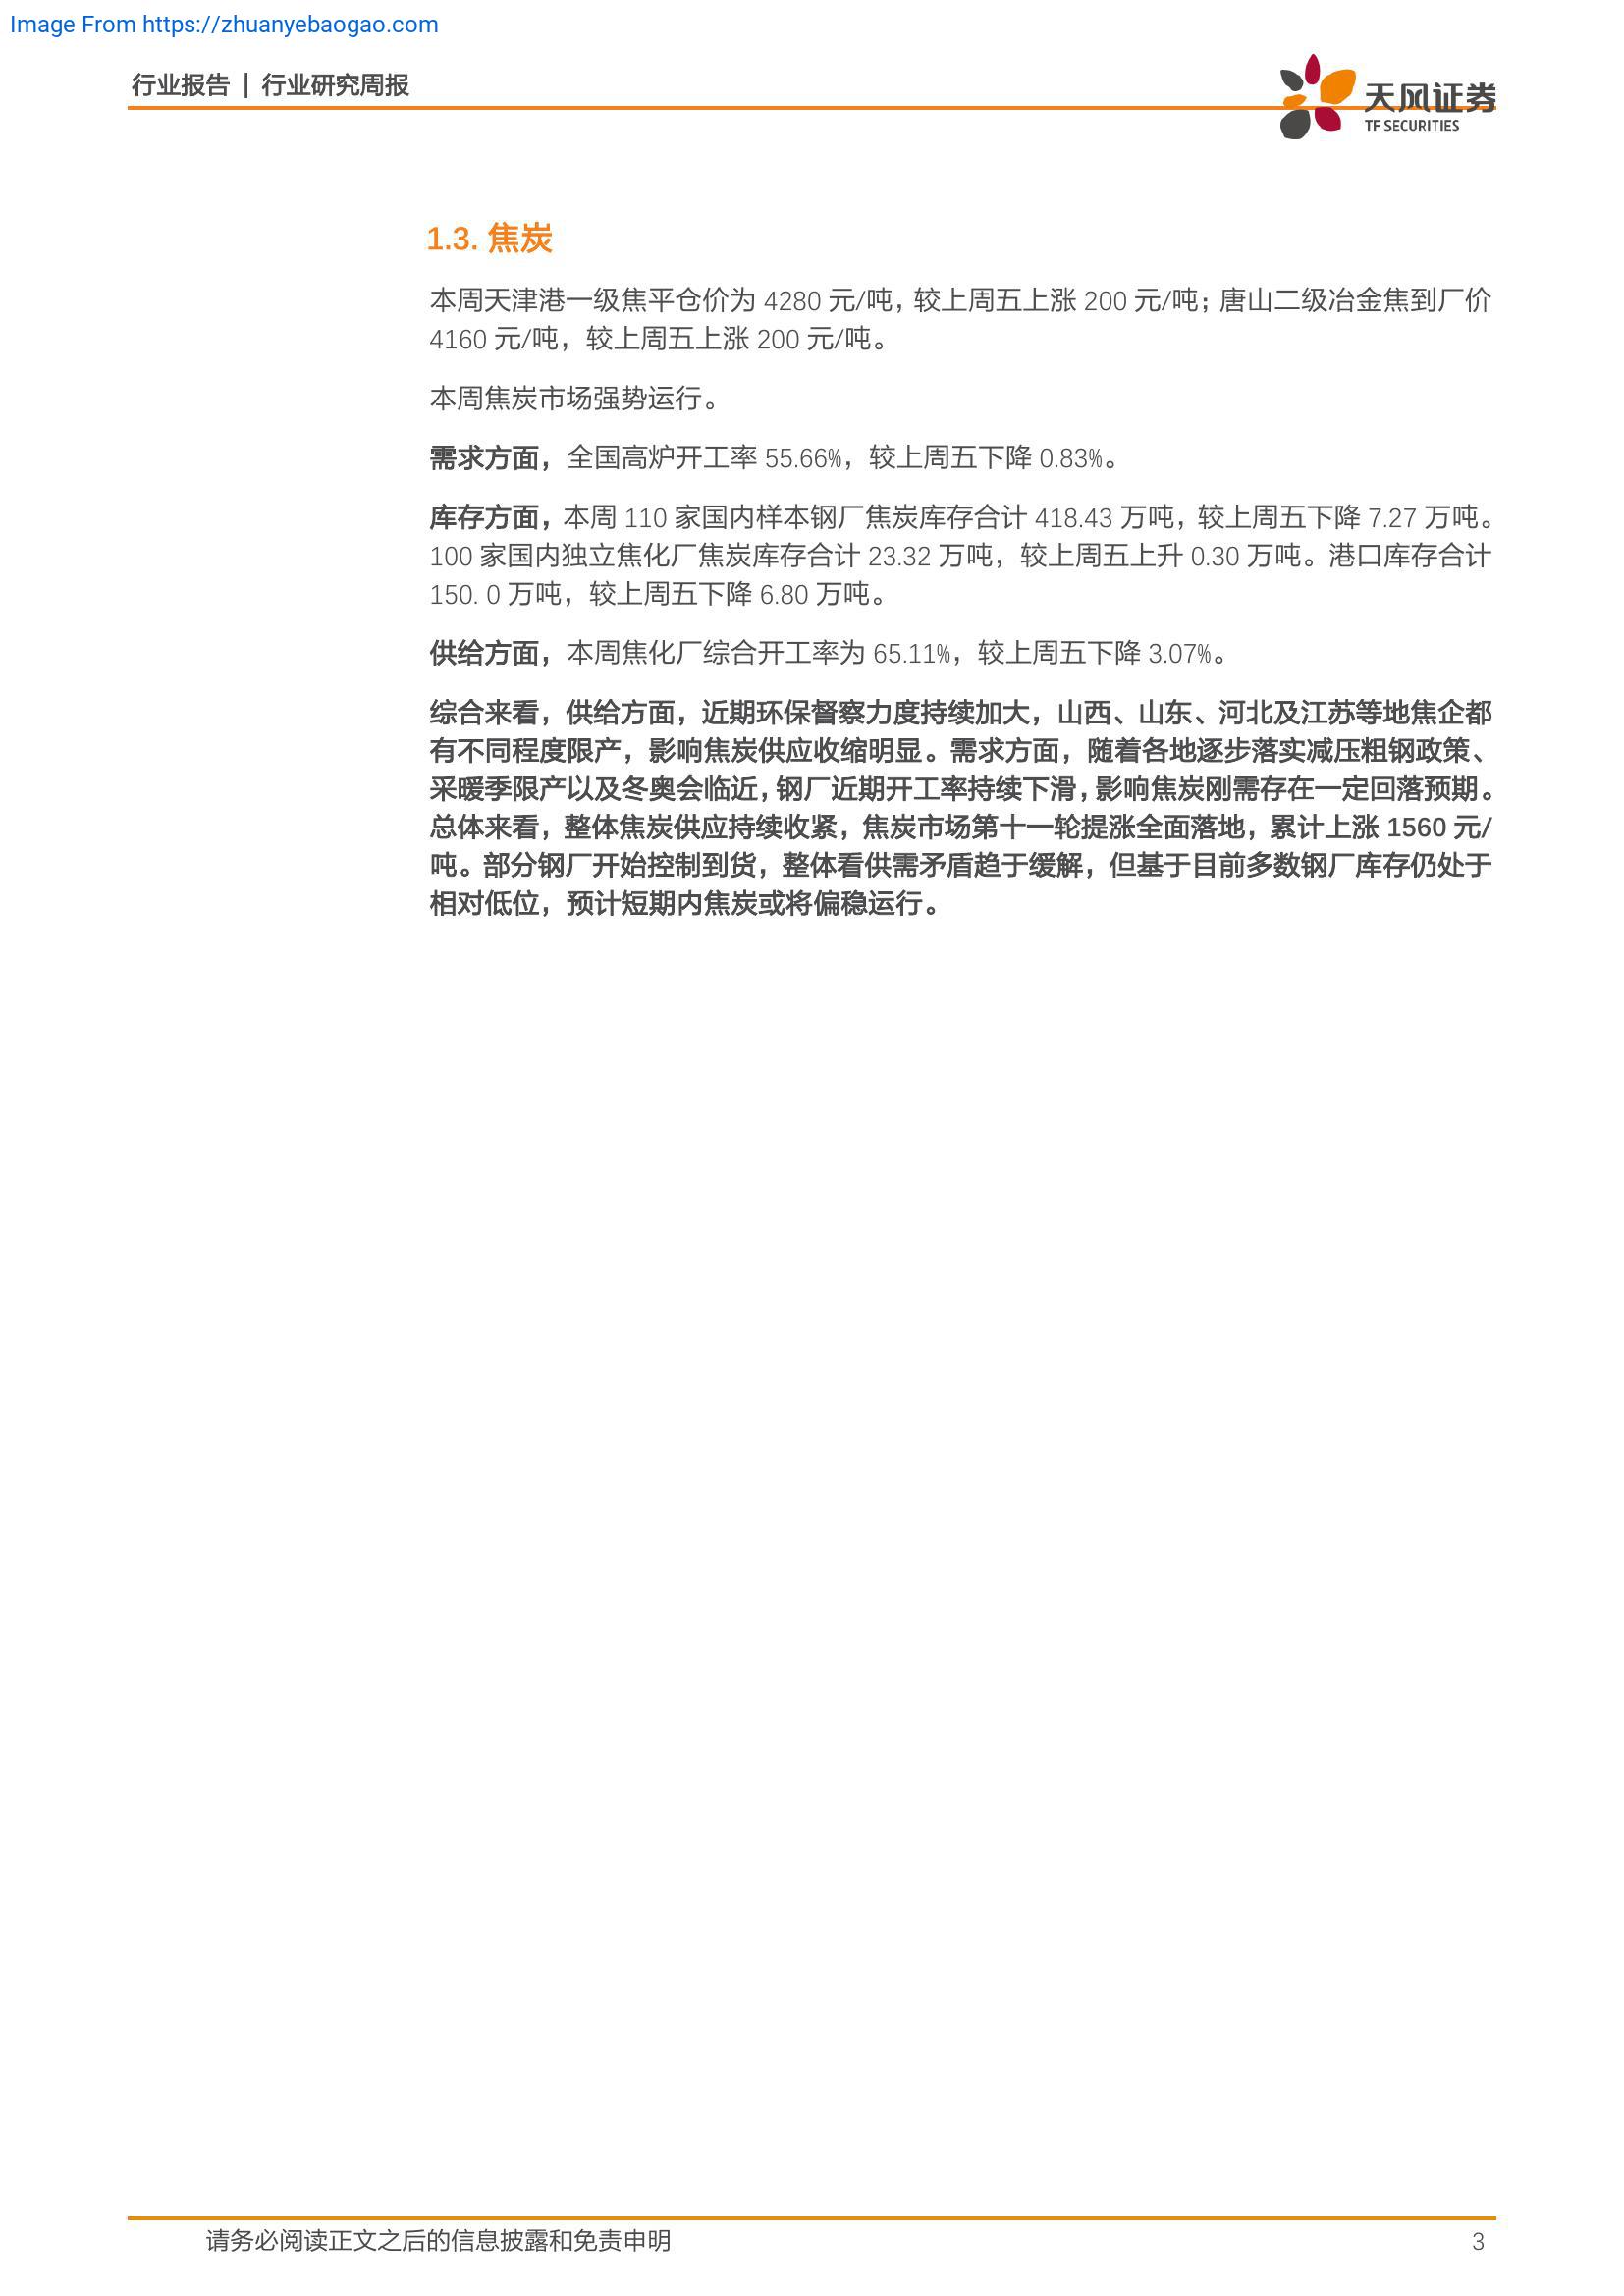 Image From https://zhuanyebaogao.com
行业报告 | 行业研究周报
天风证券
TF SECURITIES
1.3. 焦炭
本周天津港一级焦平仓价为 4280 元/吨，较上周五上涨 200 元/吨；唐山二级冶金焦到厂价
4160 元/吨，较上周五上涨 200 元/吨。
本周焦炭市场强势运行。
需求方面，全国高炉开工率 55.66%，较上周五下降 0.83%。
库存方面，本周 110 家国内样本钢厂焦炭库存合计 418.43 万吨，较上周五下降 7.27 万吨。
100 家国内独立焦化厂焦炭库存合计 23.32 万吨，较上周五上升 0.30 万吨。港口库存合计
150. 0 万吨，较上周五下降 6.80 万吨。
供给方面，本周焦化厂综合开工率为 65.11%，较上周五下降 3.07%。
综合来看，供给方面，近期环保督察力度持续加大，山西、山东、河北及江苏等地焦企都
有不同程度限产，影响焦炭供应收缩明显。需求方面，随着各地逐步落实减压粗钢政策、
采暖季限产以及冬奥会临近，钢厂近期开工率持续下滑，影响焦炭刚需存在一定回落预期。
总体来看，整体焦炭供应持续收紧，焦炭市场第十一轮提涨全面落地，累计上涨 1560 元/
吨。部分钢厂开始控制到货，整体看供需矛盾趋于缓解，但基于目前多数钢厂库存仍处于
相对低位，预计短期内焦炭或将偏稳运行。
请务必阅读正文之后的信息披露和免责申明
3